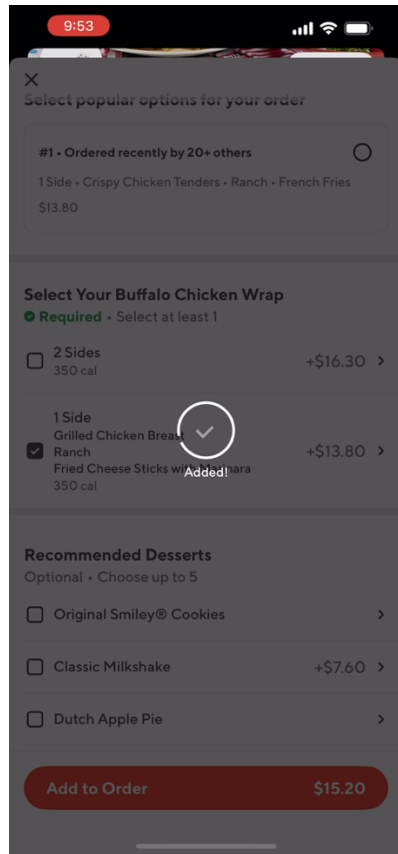 9:53
Select popular options for your order
#1 • Ordered recently by 20+ others
1 Side • Crispy Chicken Tenders • Ranch • French Fries
$13.80
Select Your Buffalo Chicken Wrap
Required • Select at least 1
2 Sides
350 cal
+$16.30
1 Side
Grilled Chicken Breast
Ranch
Fried Cheese Sticks with Marinara
350 cal
+$13.80
Added!
Recommended Desserts
Optional • Choose up to 5
Original Smiley® Cookies
Classic Milkshake
+$7.60
Dutch Apple Pie
Add to Order
$15.20